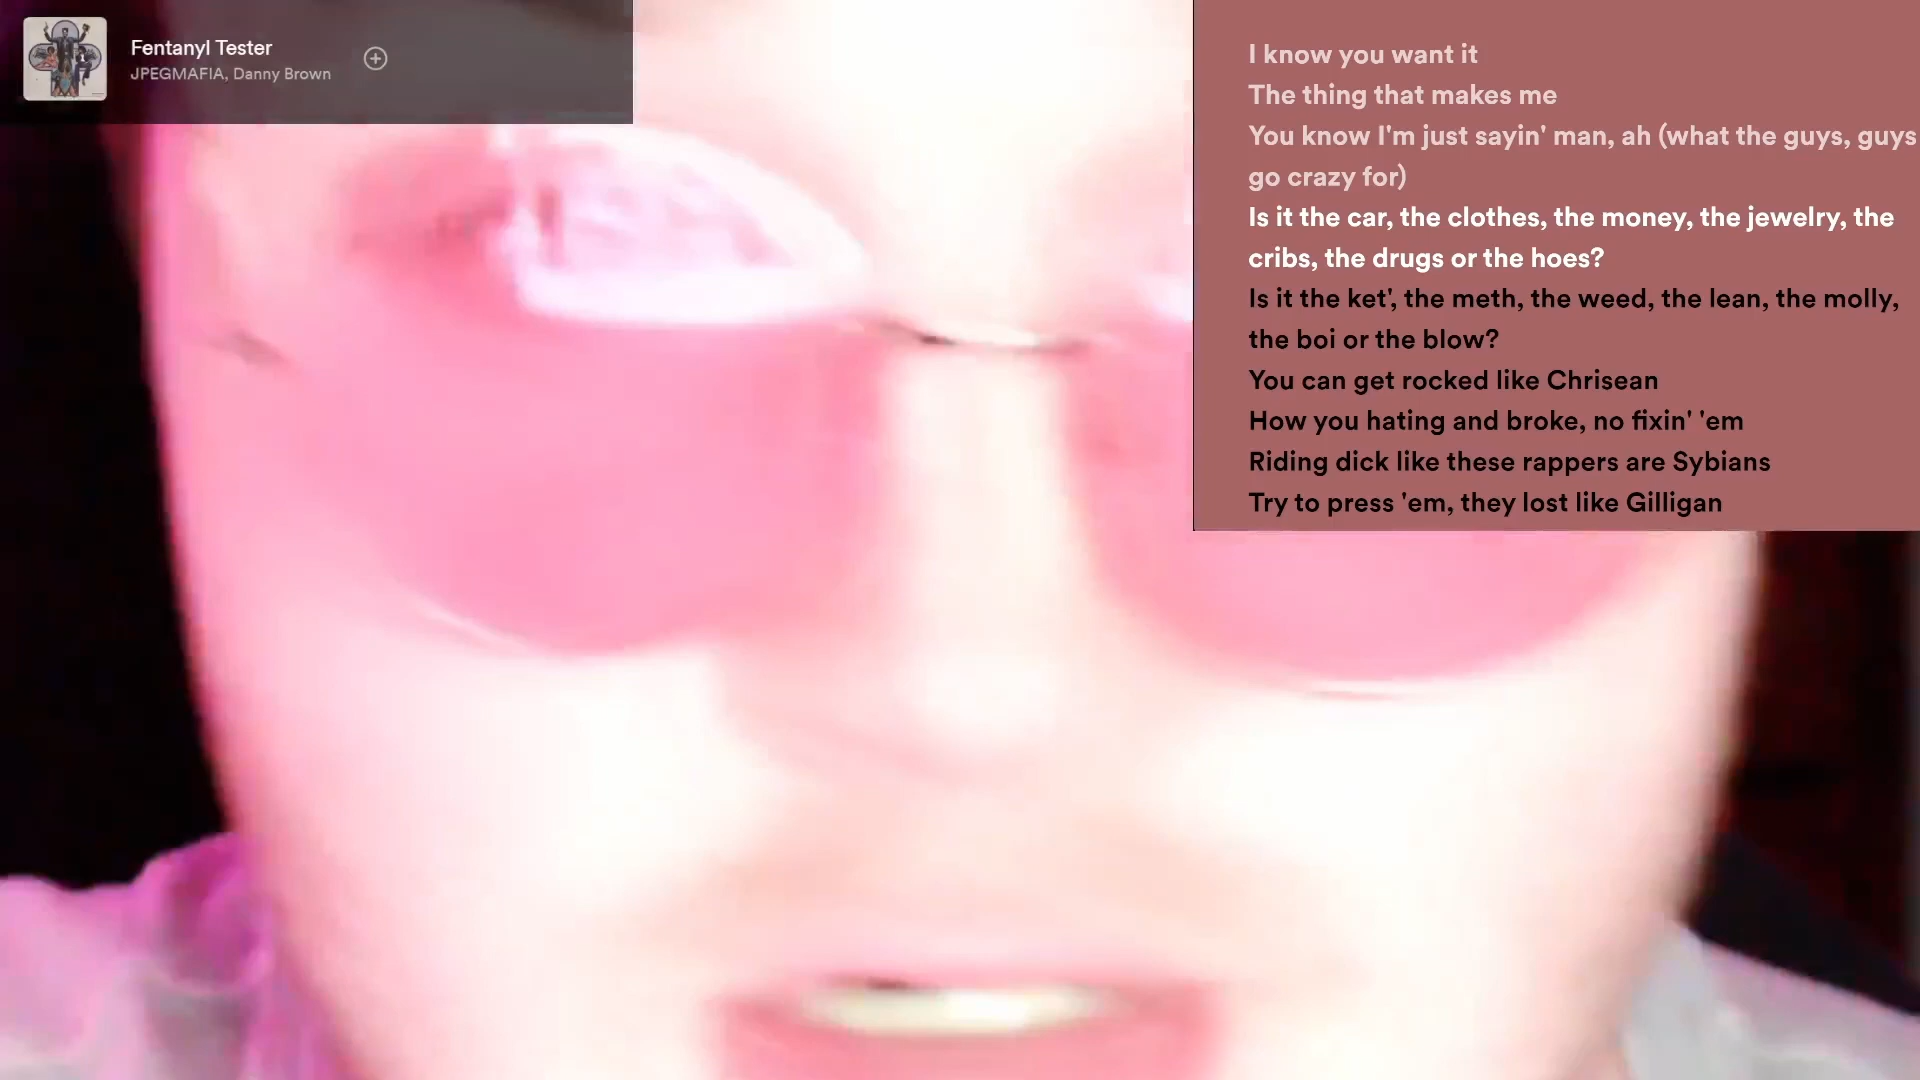 Fentanyl Tester
JPEGMAFIA, Danny Brown
I know you want it
The thing that makes me
You know I'm just sayin' man, ah (what the guys, guys
go crazy for)
Is it the car, the clothes, the money, the jewelry, the
cribs, the drugs or the hoes?
Is it the ket', the meth, the weed, the lean, the molly,
the boi or the blow?
You can get rocked like Chrisean
How you hating and broke, no fixin' 'em
Riding dick like these rappers are Sybians
Try to press 'em, they lost like Gilligan